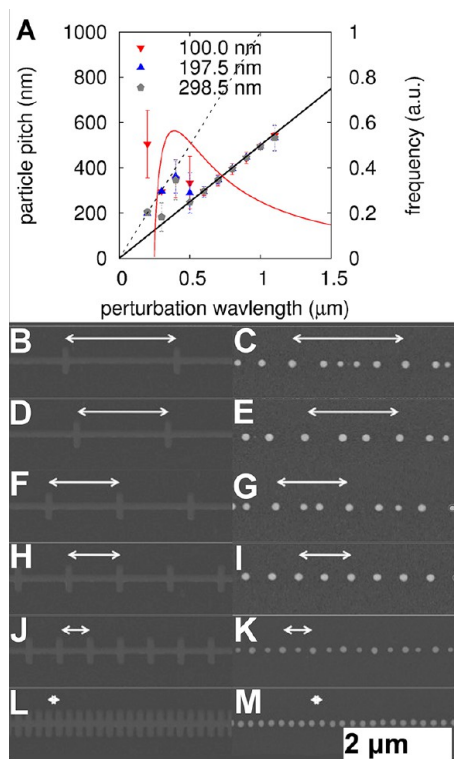 A
1000
800
600
400
200
0
particle pitch (nm)
100.0 nm
197.5 nm
298.5 nm
1
0.8
0.6
0.4
0.2
0
frequency (a.u.)
0 0.5 1 1.5
perturbation wavlength (μm)
B C
D E
F G
H I
J K
L M
2 μm